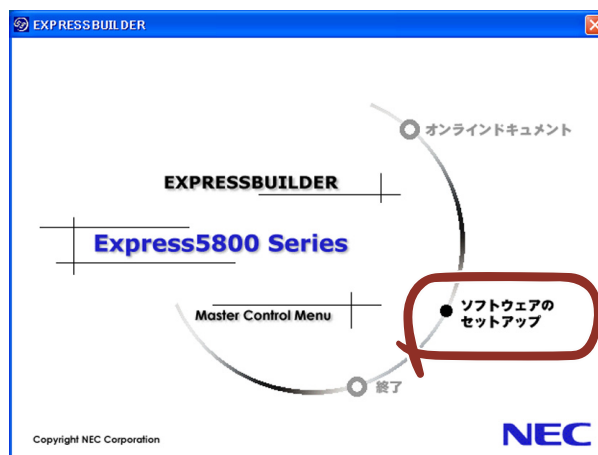 EXPRESSBUILDER
オンラインドキュメント
EXPRESSBUILDER
Express5800 Series
Master Control Menu
ソフトウェアの
セットアップ
終了
Copyright NEC Corporation
NEC